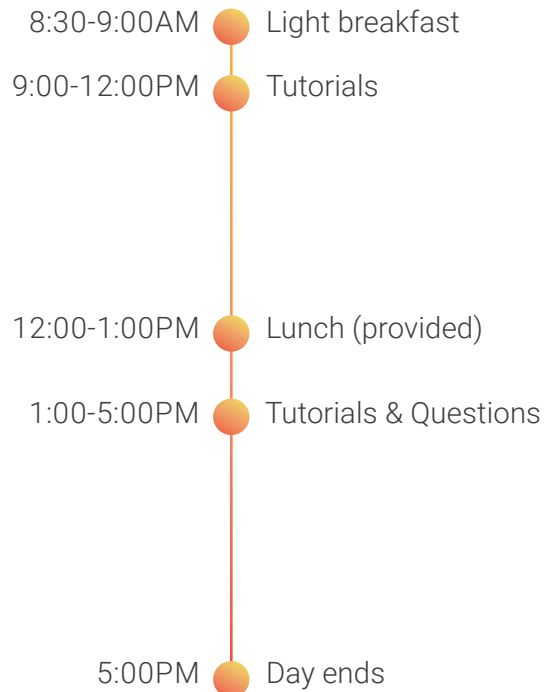 8:30-9:00AM Light breakfast
9:00-12:00PM Tutorials
12:00-1:00PM Lunch (provided)
1:00-5:00PM Tutorials & Questions
5:00PM Day ends